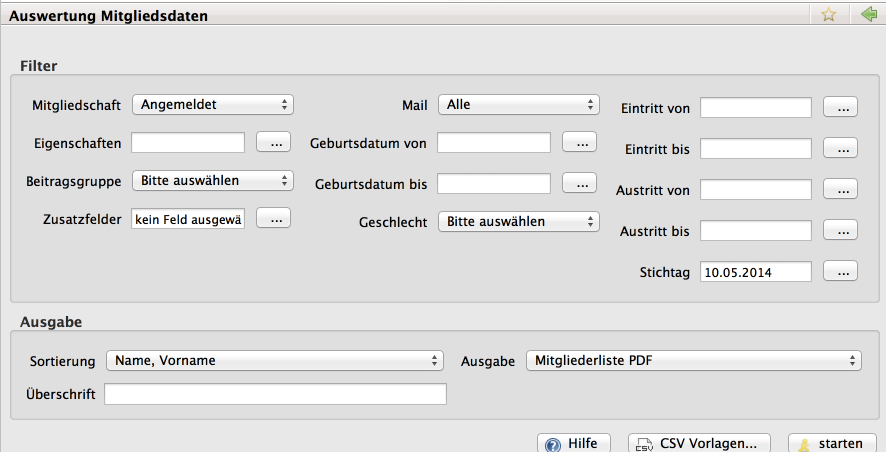 Auswertung Mitgliedsdaten
Filter
Mitgliedschaft Angemeldet Mail Alle Eintritt von ...
Eigenschaften ... Geburtsdatum von ... Eintritt bis ...
Beitragsgruppe Bitte auswählen Geburtsdatum bis ... Austritt von ...
Zusatzfelder kein Feld ausgewä ... Geschlecht Bitte auswählen Austritt bis ...
Stichtag 10.05.2014 ...
Ausgabe
Sortierung Name, Vorname Ausgabe Mitgliederliste PDF
Überschrift
? Hilfe CSV CSV Vorlagen... starten